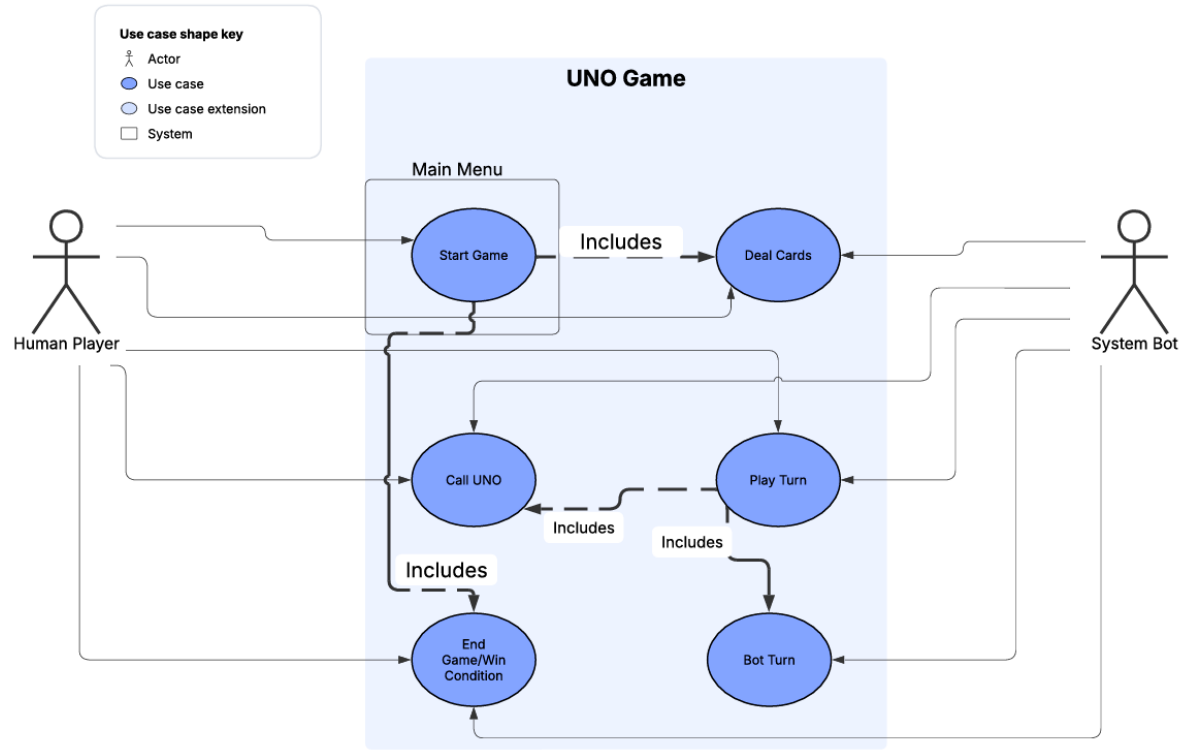 Use case shape key
Actor
Use case
Use case extension
System
UNO Game
Main Menu
Start Game
Includes
Deal Cards
Human Player
System Bot
Call UNO
Play Turn
Includes
Includes
Includes
End
Game/Win
Condition
Bot Turn